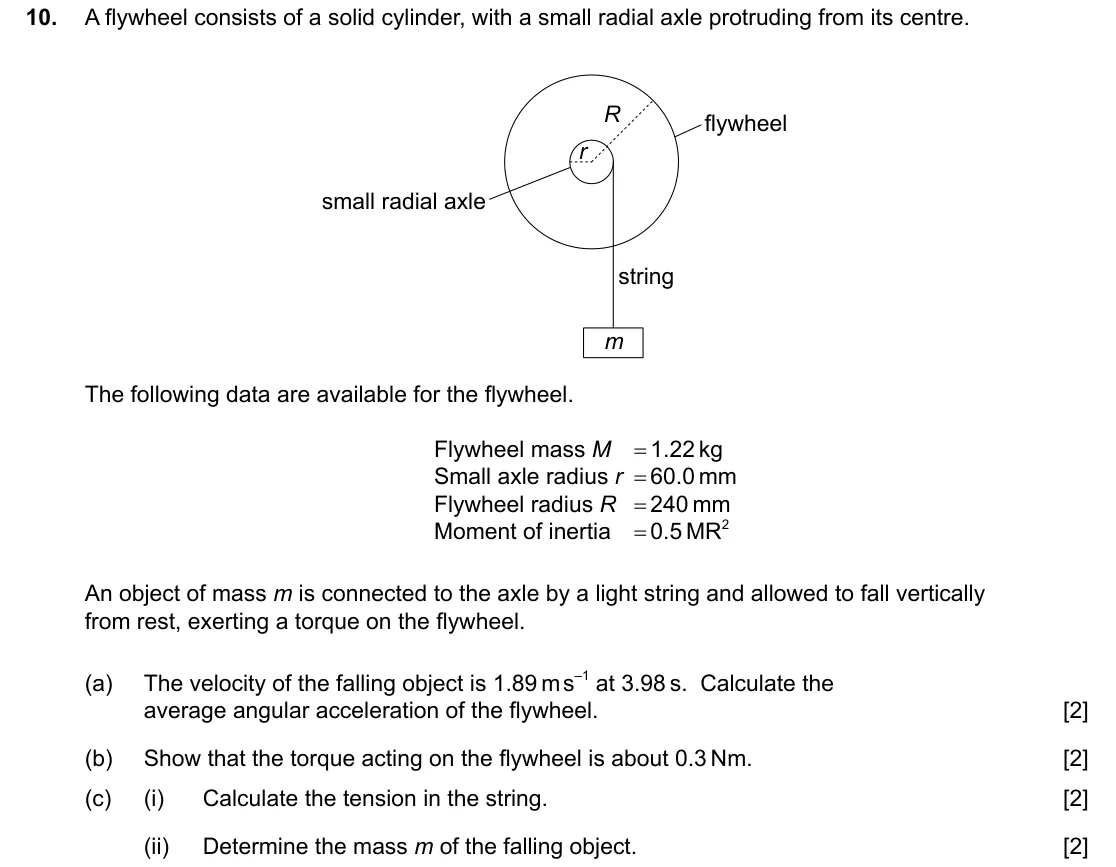 10. A flywheel consists of a solid cylinder, with a small radial axle protruding from its centre.
R
flywheel
r
small radial axle
string
m
The following data are available for the flywheel.
Flywheel mass M = 1.22 kg
Small axle radius r = 60.0 mm
Flywheel radius R = 240 mm
Moment of inertia = 0.5 MR²
An object of mass m is connected to the axle by a light string and allowed to fall vertically
from rest, exerting a torque on the flywheel.
(a) The velocity of the falling object is 1.89 m s⁻¹ at 3.98 s. Calculate the
average angular acceleration of the flywheel. [2]
(b) Show that the torque acting on the flywheel is about 0.3 Nm. [2]
(c) (i) Calculate the tension in the string. [2]
(ii) Determine the mass m of the falling object. [2]